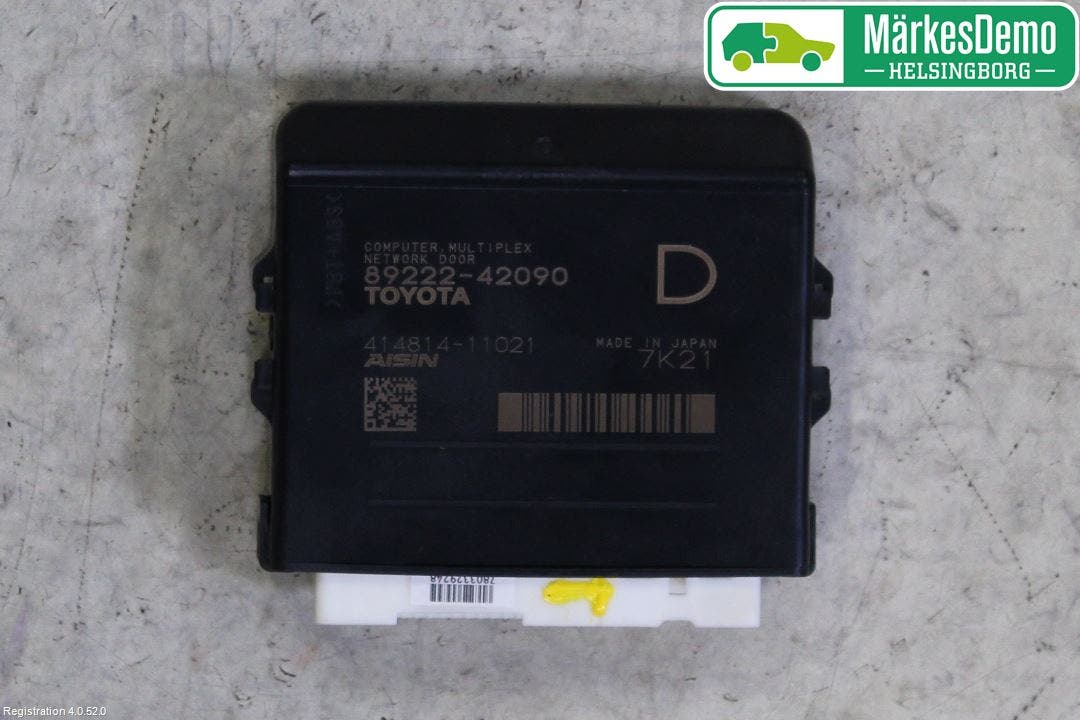 MärkesDemo
HELSINGBORG
COMPUTER, MULTIPLEX
NETWORK DOOR
89222-42090
TOYOTA
D
414814-11021
AISIN
MADE IN JAPAN
7K21
7803329248
Registration 4.0.52.0